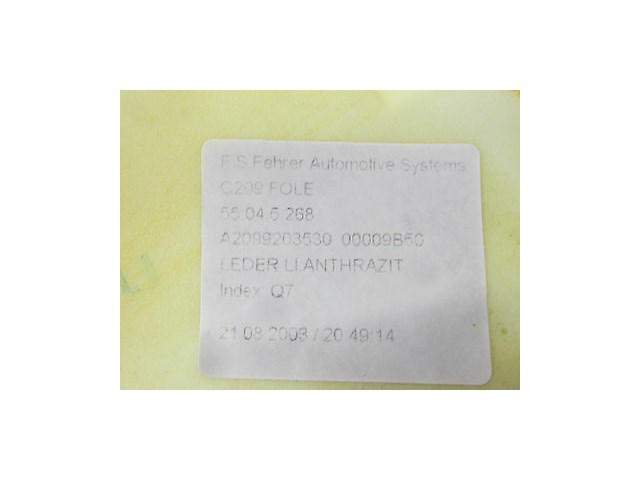 F.S.Fehrer Automotive Systems
C209 FOLE
55.04.5.268
A2099203530 00009B50
LEDER LI ANTHRAZIT
Index Q7
21.08.2003 / 20:49:14